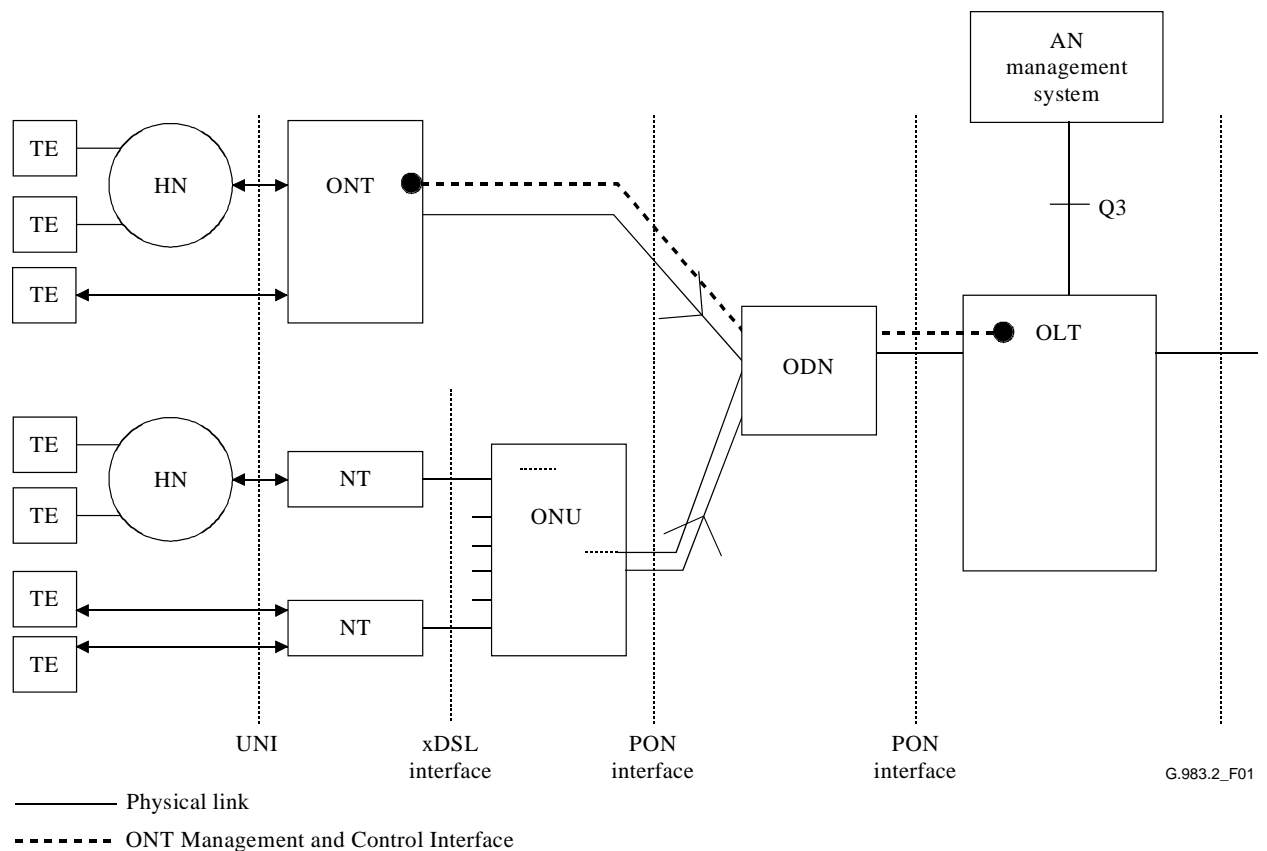 AN
management
system
TE
HN
ONT
TE
Q3
TE
OLT
ODN
TE
HN
NT
TE
ONU
TE
NT
TE
UNI
xDSL
interface
PON
interface
PON
interface
G.983.2_F01
Physical link
ONT Management and Control Interface